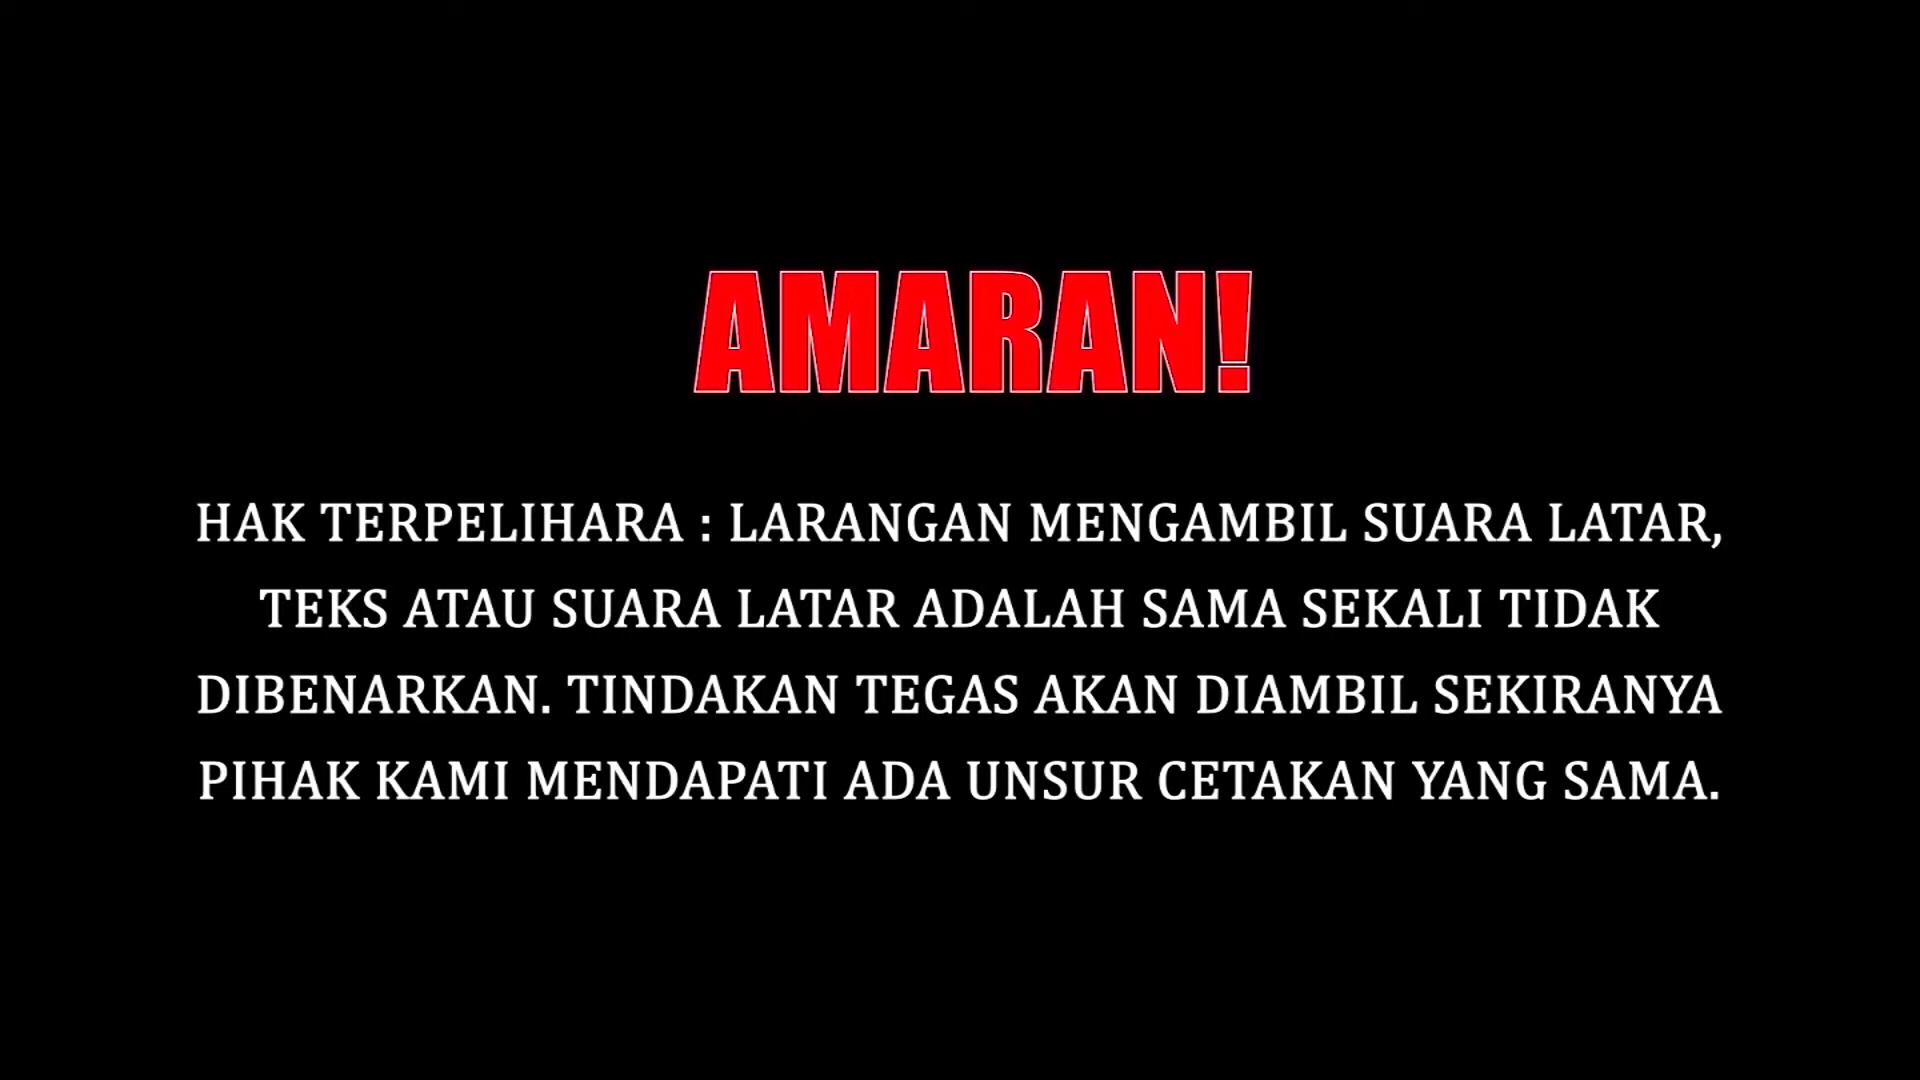 AMARAN!
HAK TERPELIHARA : LARANGAN MENGAMBIL SUARA LATAR,
TEKS ATAU SUARA LATAR ADALAH SAMA SEKALI TIDAK
DIBENARKAN. TINDAKAN TEGAS AKAN DIAMBIL SEKIRANYA
PIHAK KAMI MENDAPATI ADA UNSUR CETAKAN YANG SAMA.